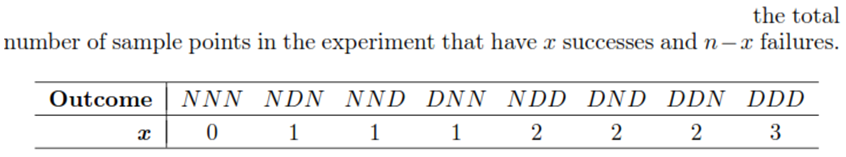 the total
number of sample points in the experiment that have x successes and n−x failures.
Outcome NNN NDN NND DNN NDD DND DDN DDD
x 0 1 1 1 2 2 2 3